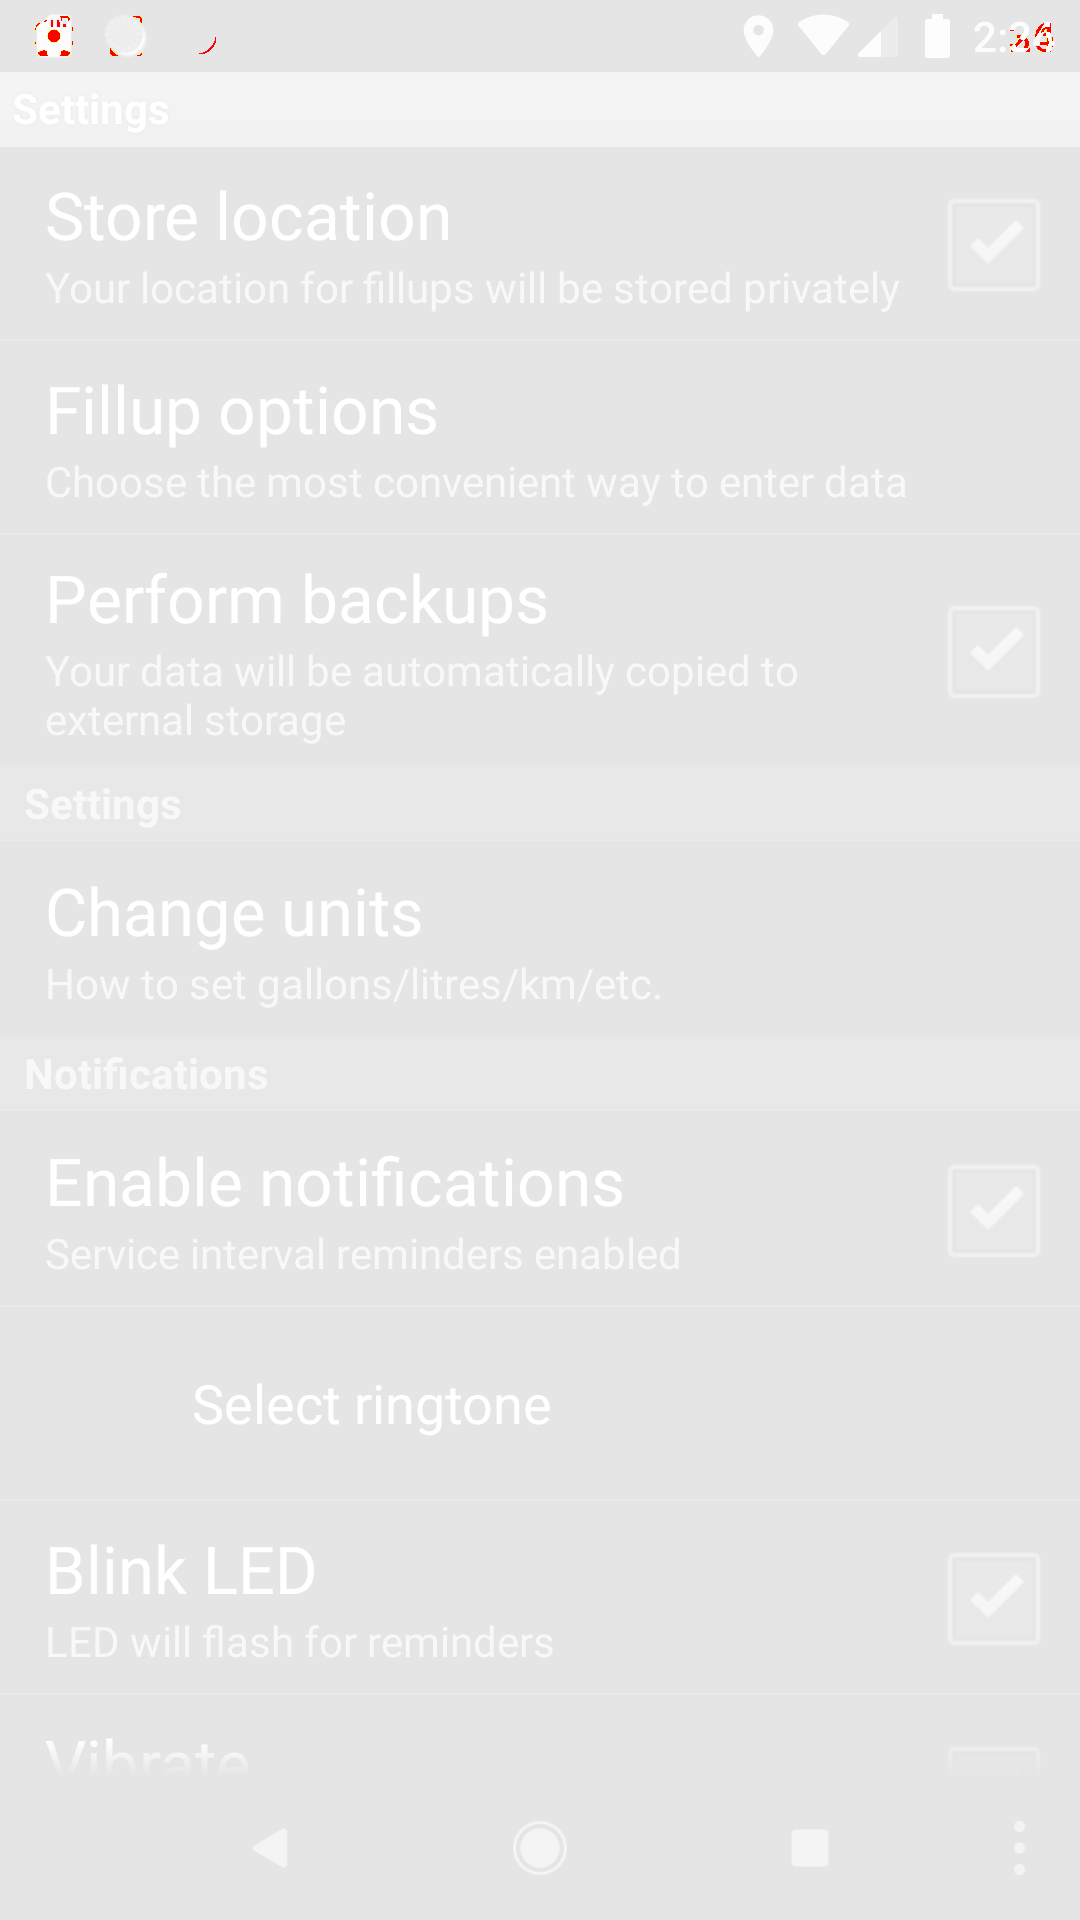 Settings
Store location
Your location for fillups will be stored privately
Fillup options
Choose the most convenient way to enter data
Perform backups
Your data will be automatically copied to
external storage
Settings
Change units
How to set gallons/litres/km/etc.
Notifications
Enable notifications
Service interval reminders enabled
Select ringtone
Blink LED
LED will flash for reminders
Vibrate